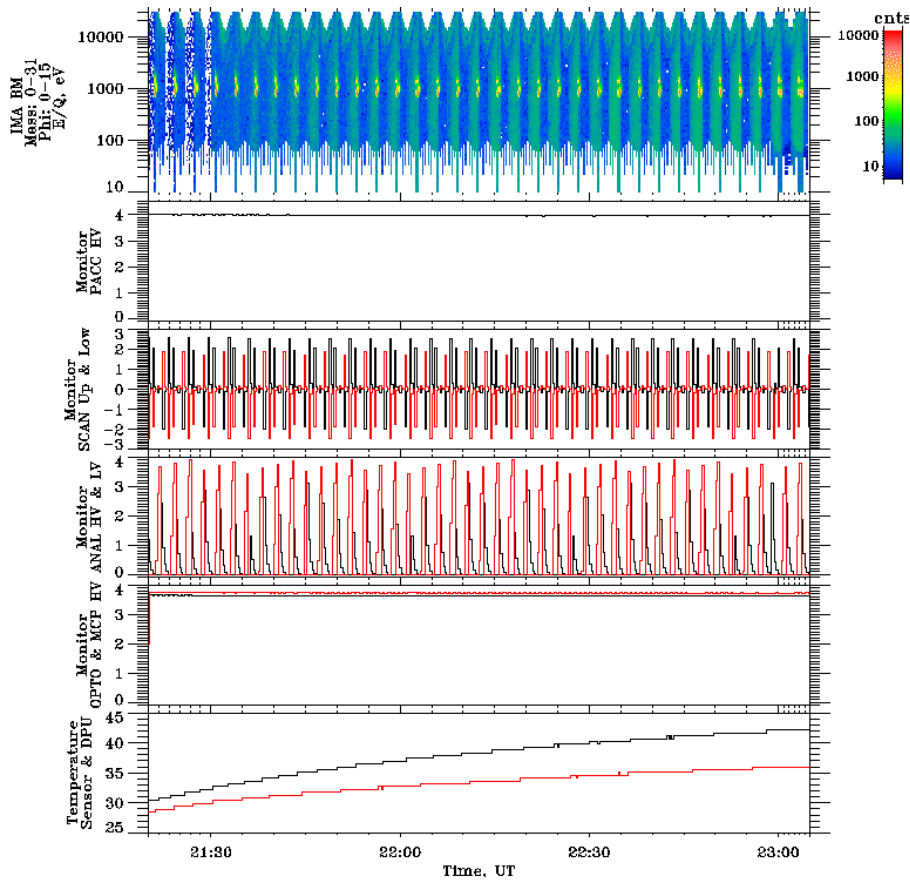 cnts
10000
1000
100
10
IMA BM
Mass: 0-31
Phi: 0-15
E/Q, eV
10000
1000
100
10
Monitor
PACC HV
4
3
2
1
0
Monitor
SCAN Up & Low
3
2
1
0
-1
-2
-3
Monitor
ANAL HV & LV
4
3
2
1
0
Monitor
OPTO & MCP HV
4
3
2
1
0
Temperature
Sensor & DPU
45
40
35
30
25
21:30
22:00
22:30
23:00
Time, UT